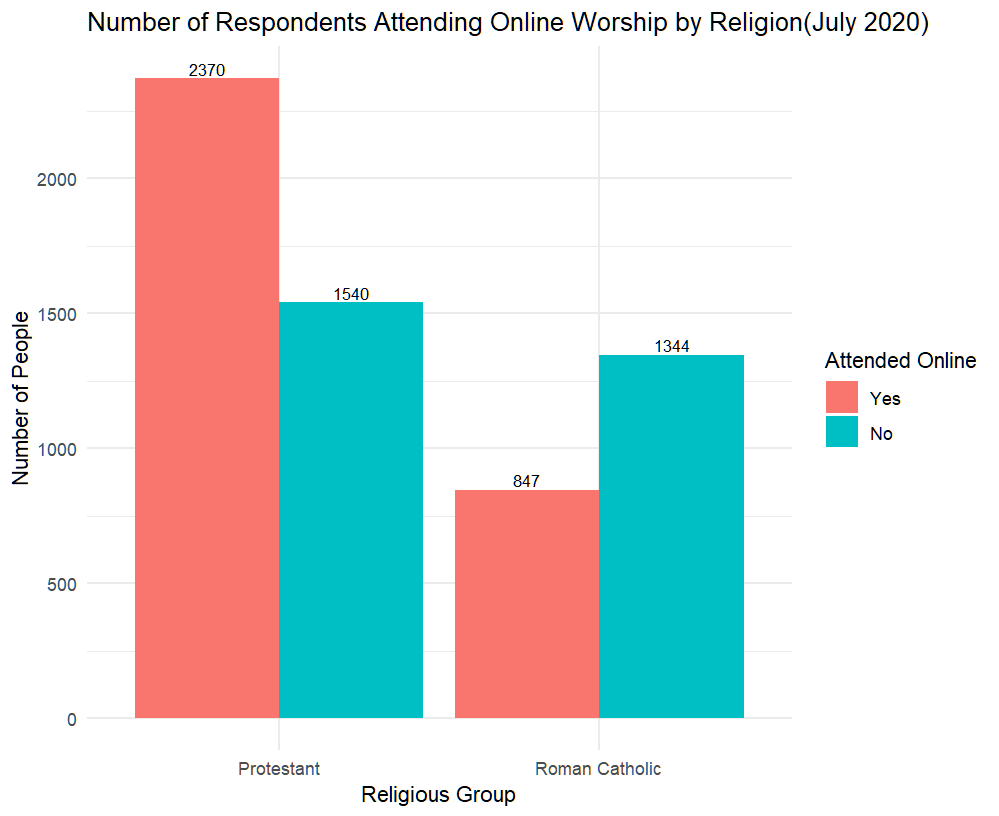 Number of Respondents Attending Online Worship by Religion(July 2020)
2370
2000
1540
1500
1344
Number of People
Attended Online
Yes
No
1000
847
500
0
Protestant
Roman Catholic
Religious Group